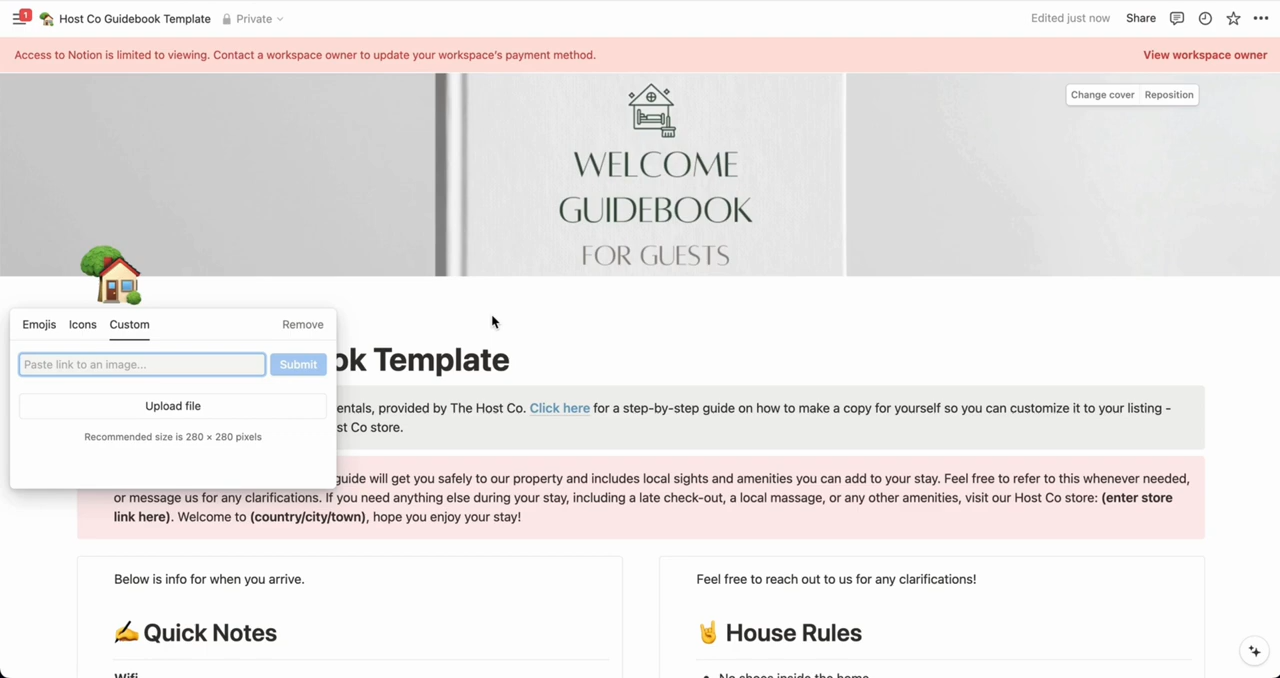 1
Host Co Guidebook Template
Private
Edited just now
Share
Access to Notion is limited to viewing. Contact a workspace owner to update your workspace's payment method.
View workspace owner
Change cover
Reposition
WELCOME
GUIDEBOOK
FOR GUESTS
Emojis
Icons
Custom
Remove
Paste link to an image...
Submit
Upload file
Recommended size is 280 × 280 pixels
ok Template
entals, provided by The Host Co. Click here for a step-by-step guide on how to make a copy for yourself so you can customize it to your listing -
st Co store.
guide will get you safely to our property and includes local sights and amenities you can add to your stay. Feel free to refer to this whenever needed,
or message us for any clarifications. If you need anything else during your stay, including a late check-out, a local massage, or any other amenities, visit our Host Co store: (enter store
link here). Welcome to (country/city/town), hope you enjoy your stay!
Below is info for when you arrive.
Quick Notes
Wifi
Feel free to reach out to us for any clarifications!
House Rules
No shoes inside the home